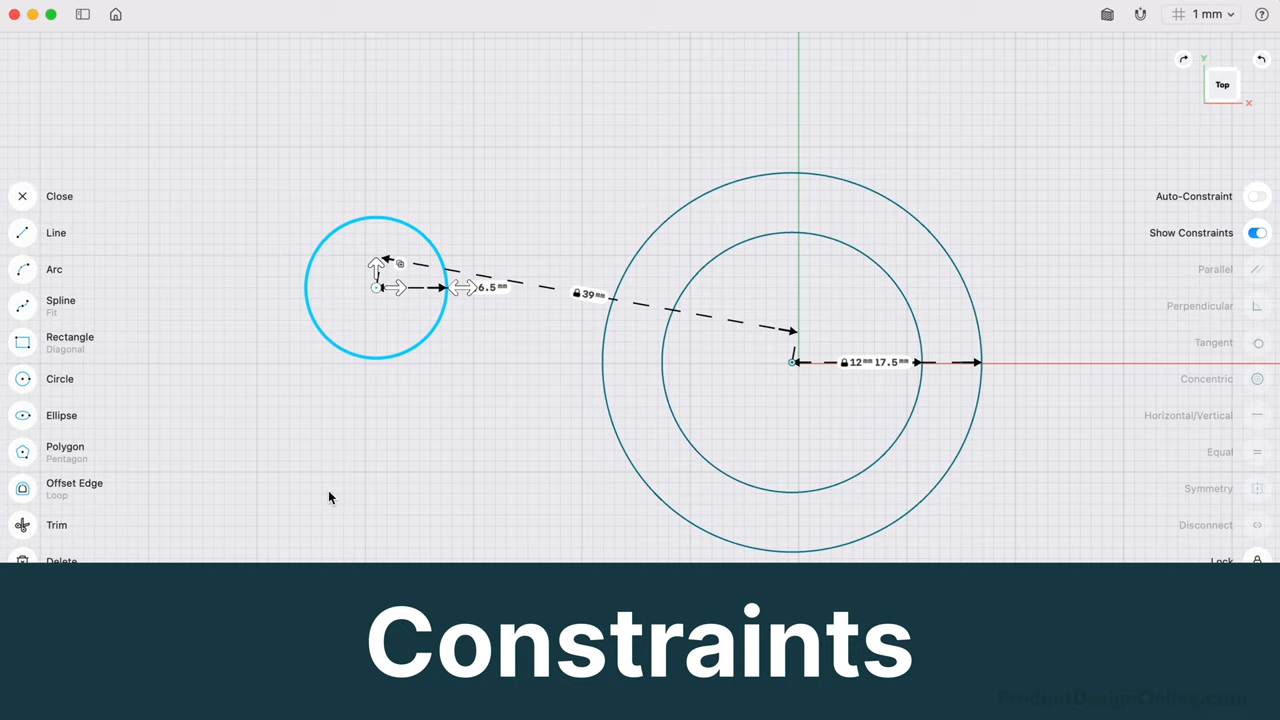 1 mm
Y
Top
X
Close
Line
Arc
Spline
Fit
Rectangle
Diagonal
Circle
Ellipse
Polygon
Pentagon
Offset Edge
Loop
Trim
Delete
6.5 mm
39 mm
12 mm 17.5 mm
Auto-Constraint
Show Constraints
Parallel
Perpendicular
Tangent
Concentric
Horizontal/Vertical
Equal
Symmetry
Disconnect
Lock
Constraints
ProductDesignOnline.com